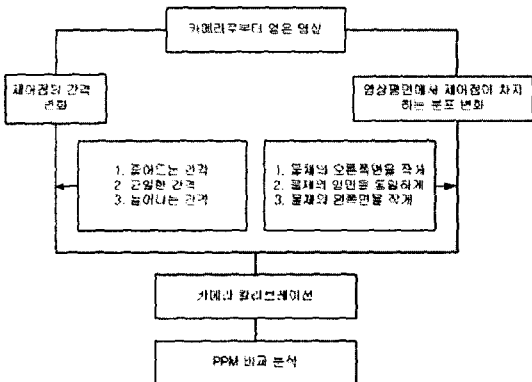 카메라로부터 얻은 영상
제어점의 간격
변화
영상평면에서 제어점이 차지
하는 분포 변화
1. 줄어드는 간격
2. 균일한 간격
3. 늘어나는 간격
1. 물체의 오른쪽면을 작게
2. 물체의 양면을 동일하게
3. 물체의 왼쪽면을 작게
카메라 캘리브레이션
PPM 비교 분석